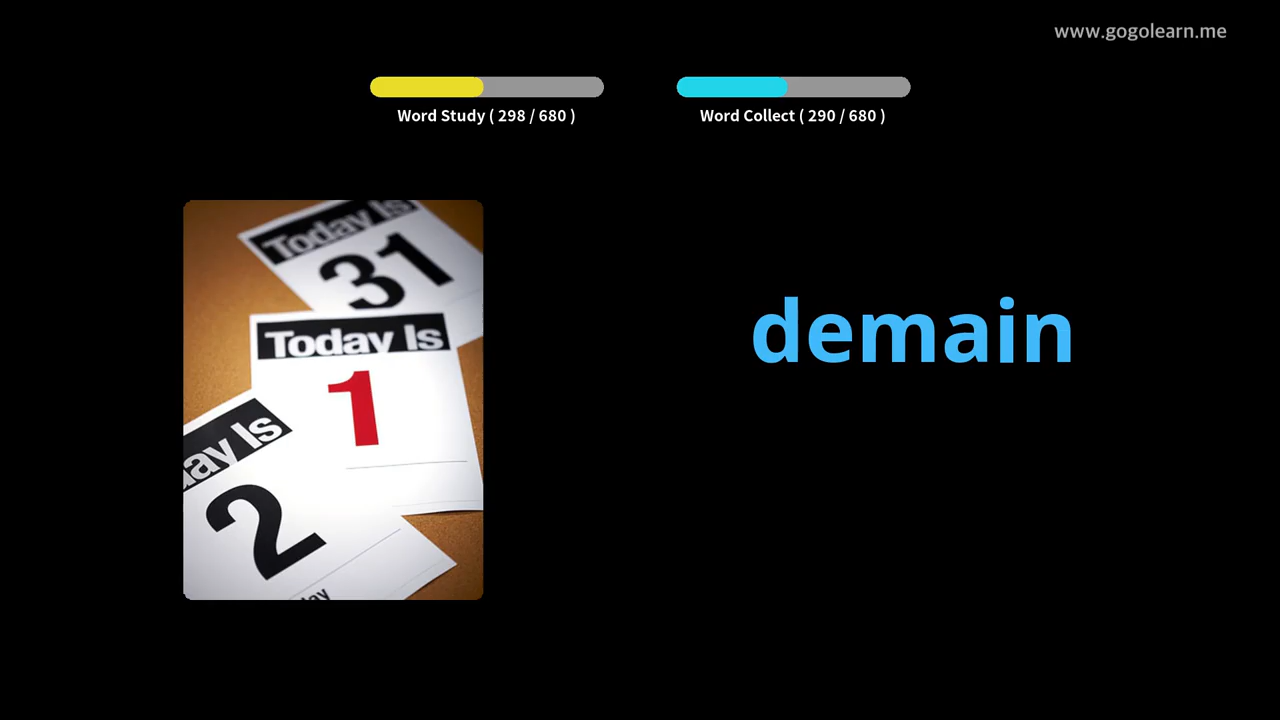 www.gogolearn.me
Word Study ( 298 / 680 )
Word Collect ( 290 / 680 )
Today Is
31
Today Is
1
ay Is
2
demain